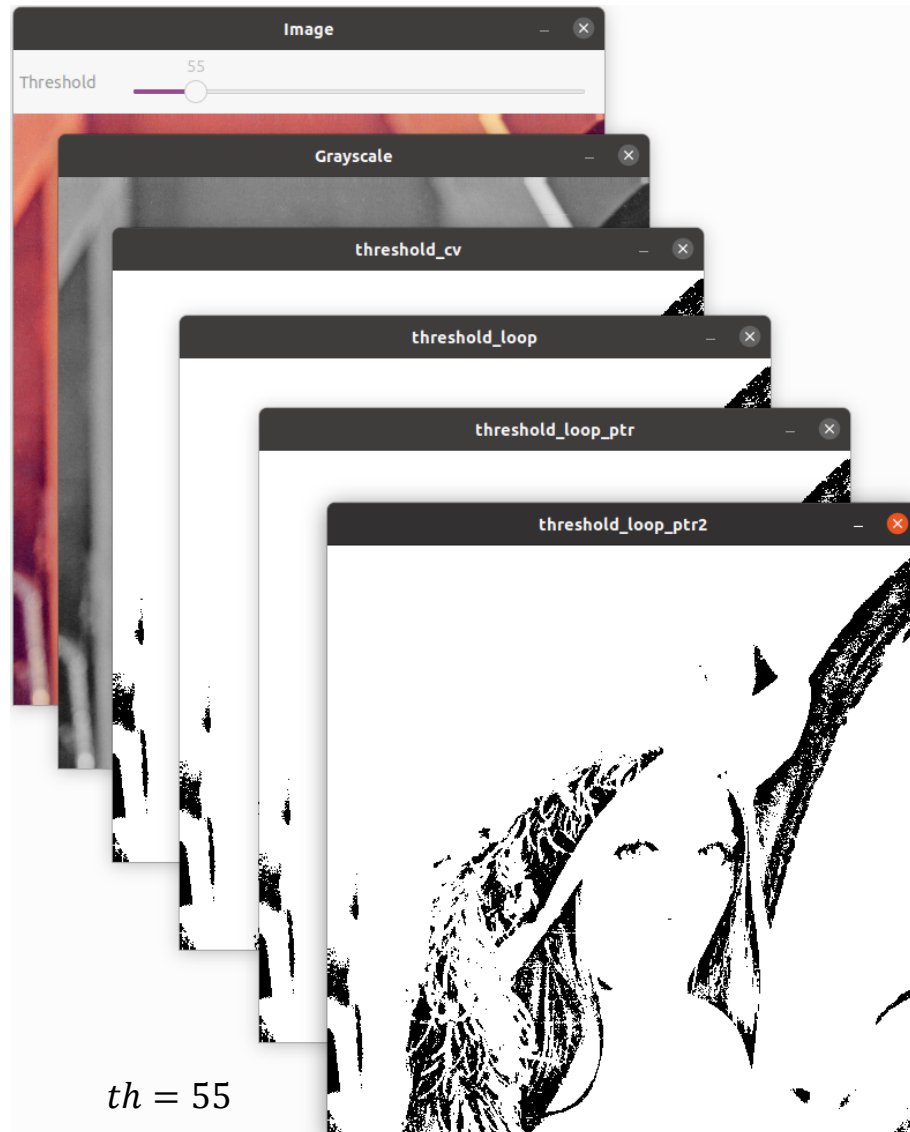 Image
55
Threshold
Grayscale
threshold_cv
threshold_loop
threshold_loop_ptr
threshold_loop_ptr2
th = 55